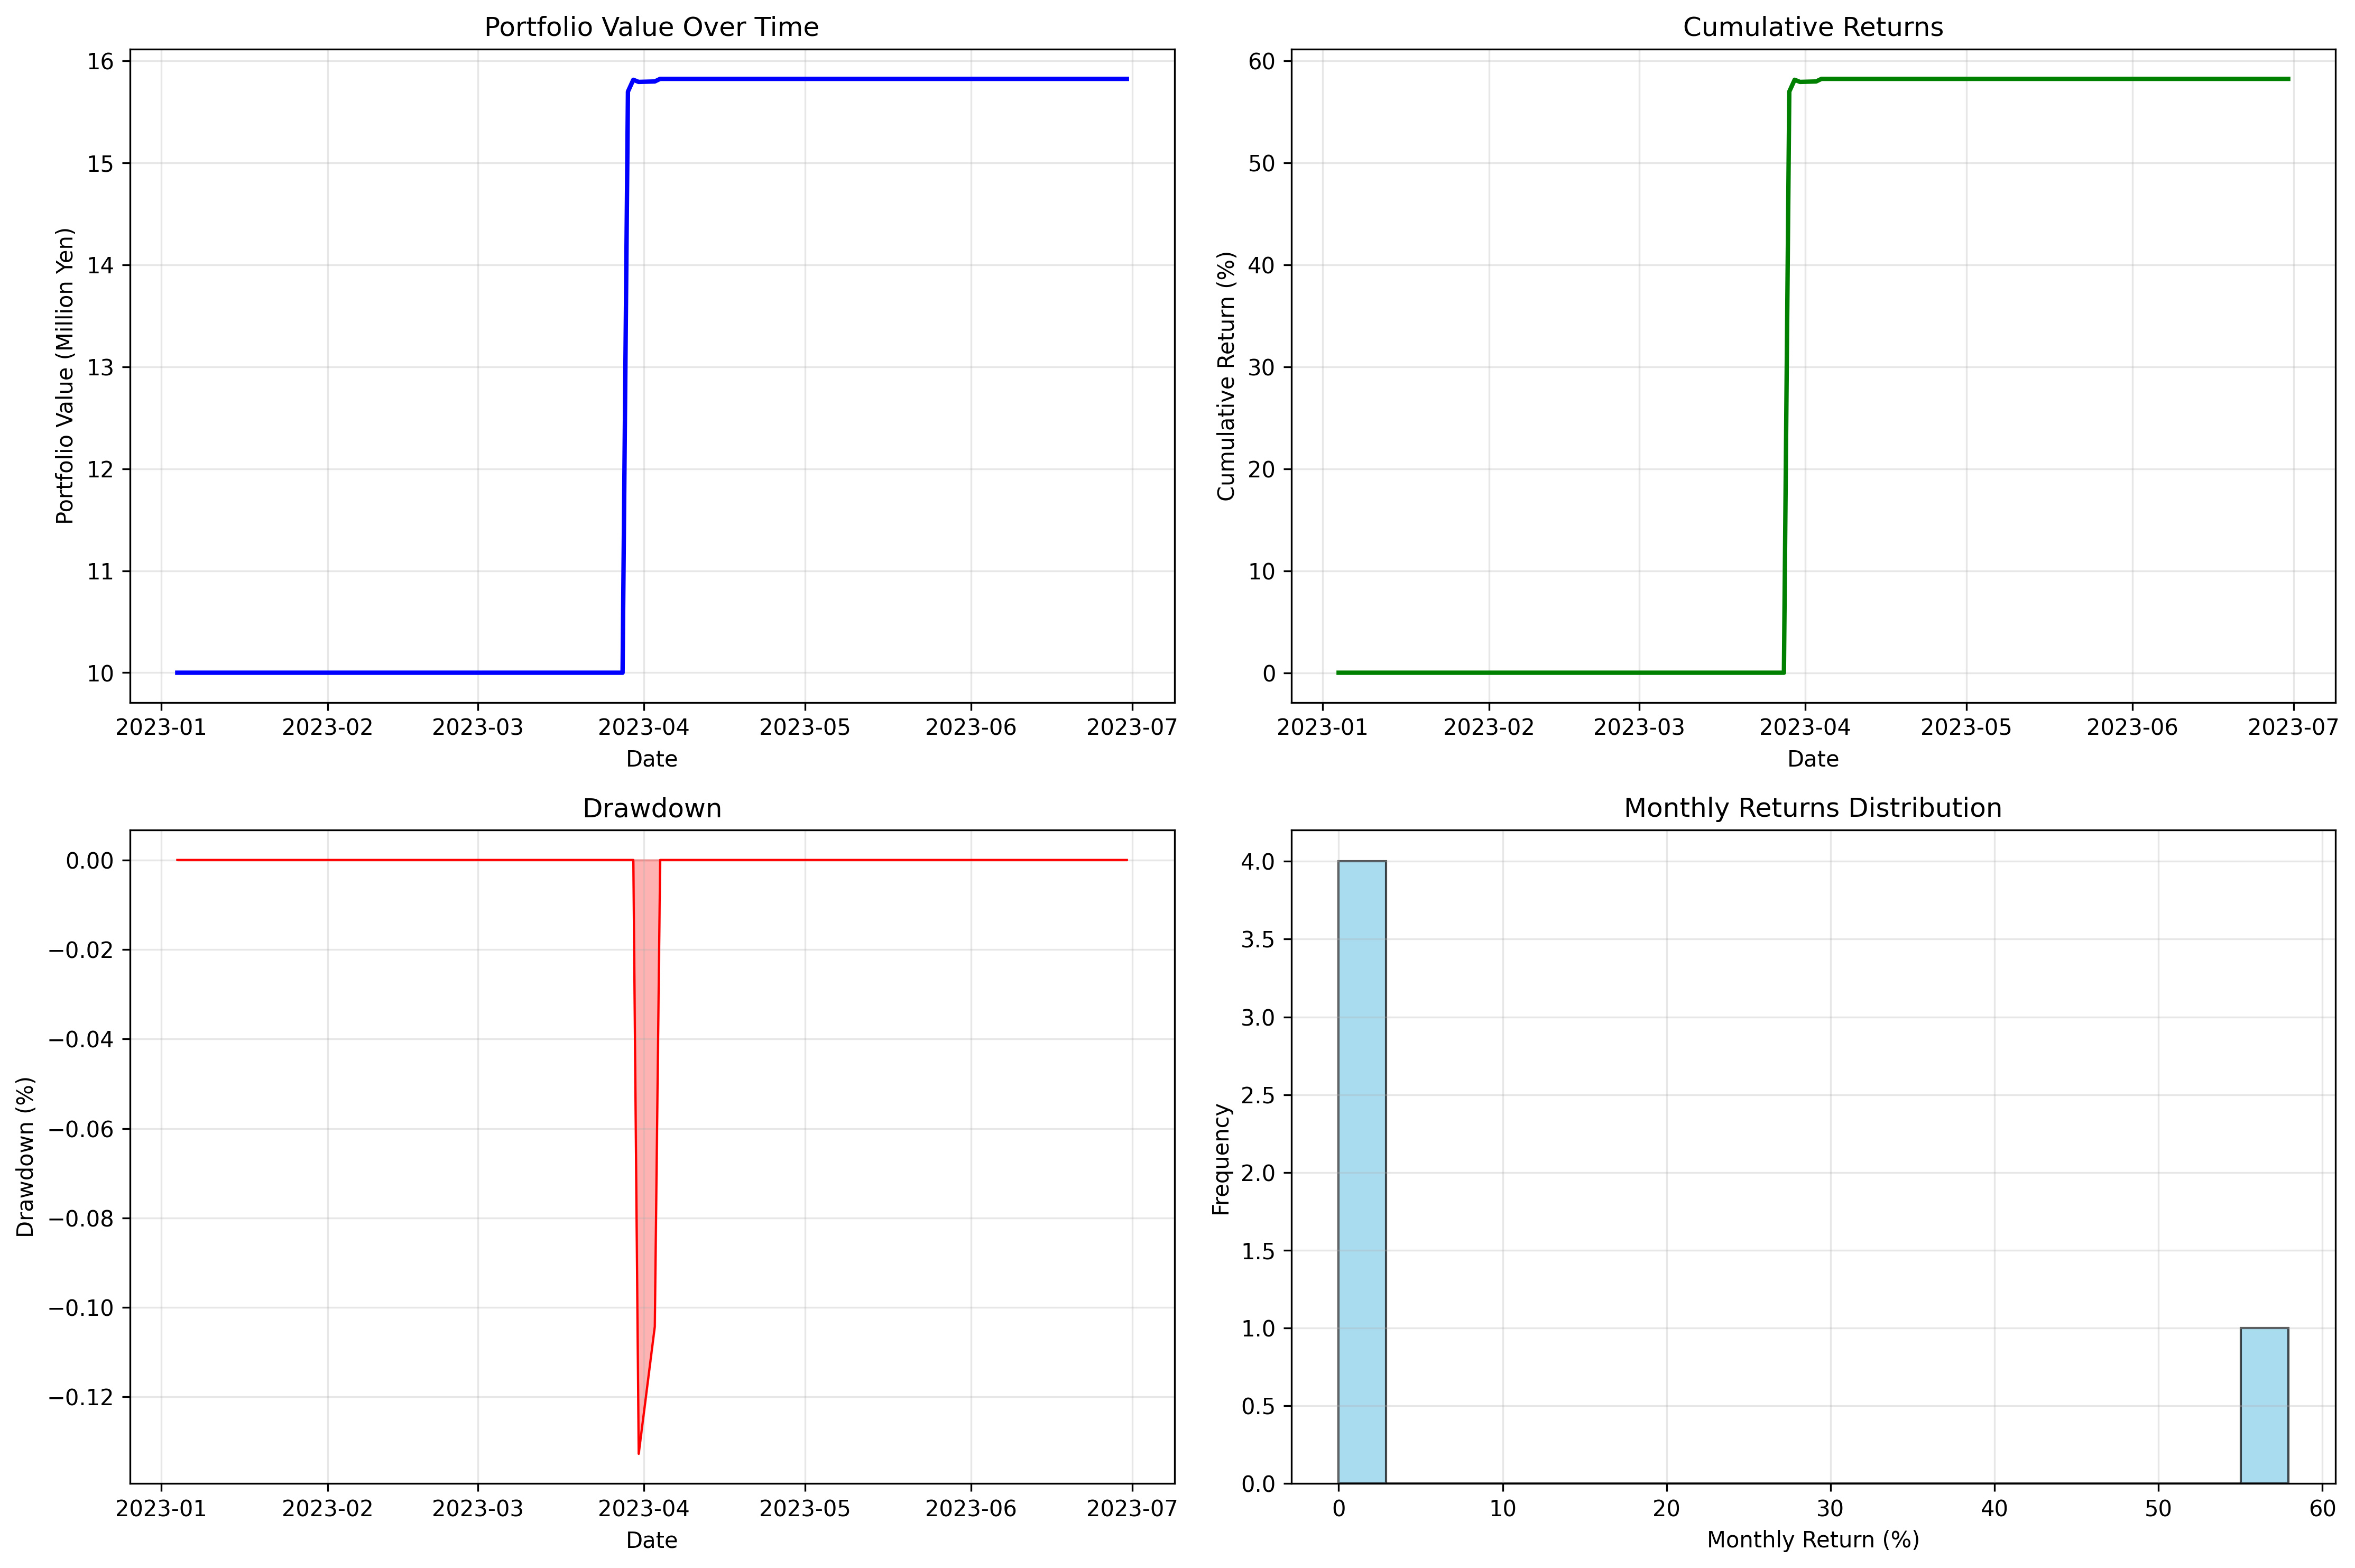 Portfolio Value Over Time
Portfolio Value (Million Yen)
16
15
14
13
12
11
10
2023-01 2023-02 2023-03 2023-04 2023-05 2023-06 2023-07
Date
Cumulative Returns
Cumulative Return (%)
60
50
40
30
20
10
0
2023-01 2023-02 2023-03 2023-04 2023-05 2023-06 2023-07
Date
Drawdown
Drawdown (%)
0.00
−0.02
−0.04
−0.06
−0.08
−0.10
−0.12
2023-01 2023-02 2023-03 2023-04 2023-05 2023-06 2023-07
Date
Monthly Returns Distribution
Frequency
4.0
3.5
3.0
2.5
2.0
1.5
1.0
0.5
0.0
0 10 20 30 40 50 60
Monthly Return (%)